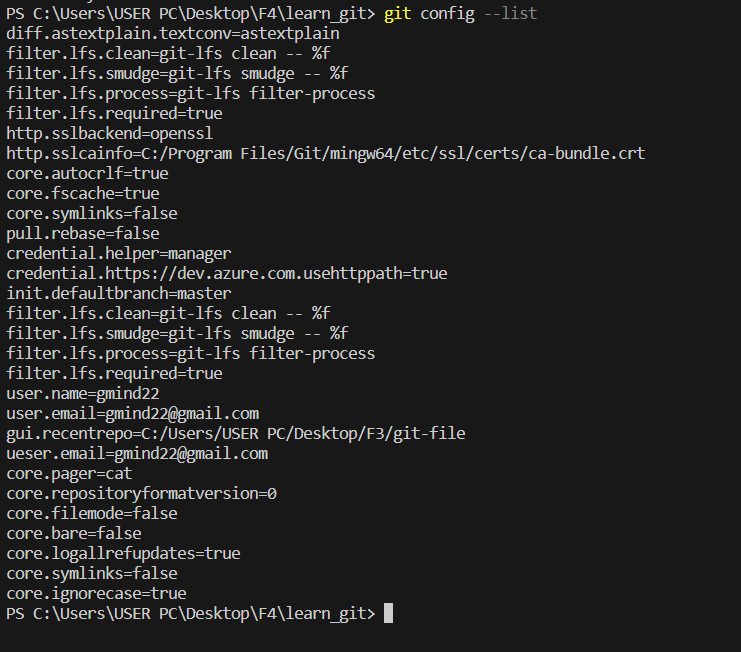 PS C:\Users\USER PC\Desktop\F4\learn_git> git config --list
diff.astextplain.textconv=astextplain
filter.lfs.clean=git-lfs clean -- %f
filter.lfs.smudge=git-lfs smudge -- %f
filter.lfs.process=git-lfs filter-process
filter.lfs.required=true
http.sslbackend=openssl
http.sslcainfo=C:/Program Files/Git/mingw64/etc/ssl/certs/ca-bundle.crt
core.autocrlf=true
core.fscache=true
core.symlinks=false
pull.rebase=false
credential.helper=manager
credential.https://dev.azure.com.usehttppath=true
init.defaultbranch=master
filter.lfs.clean=git-lfs clean -- %f
filter.lfs.smudge=git-lfs smudge -- %f
filter.lfs.process=git-lfs filter-process
filter.lfs.required=true
user.name=gmind22
user.email=gmind22@gmail.com
gui.recentrepo=C:/Users/USER PC/Desktop/F3/git-file
ueser.email=gmind22@gmail.com
core.pager=cat
core.repositoryformatversion=0
core.filemode=false
core.bare=false
core.logallrefupdates=true
core.symlinks=false
core.ignorecase=true
PS C:\Users\USER PC\Desktop\F4\learn_git>